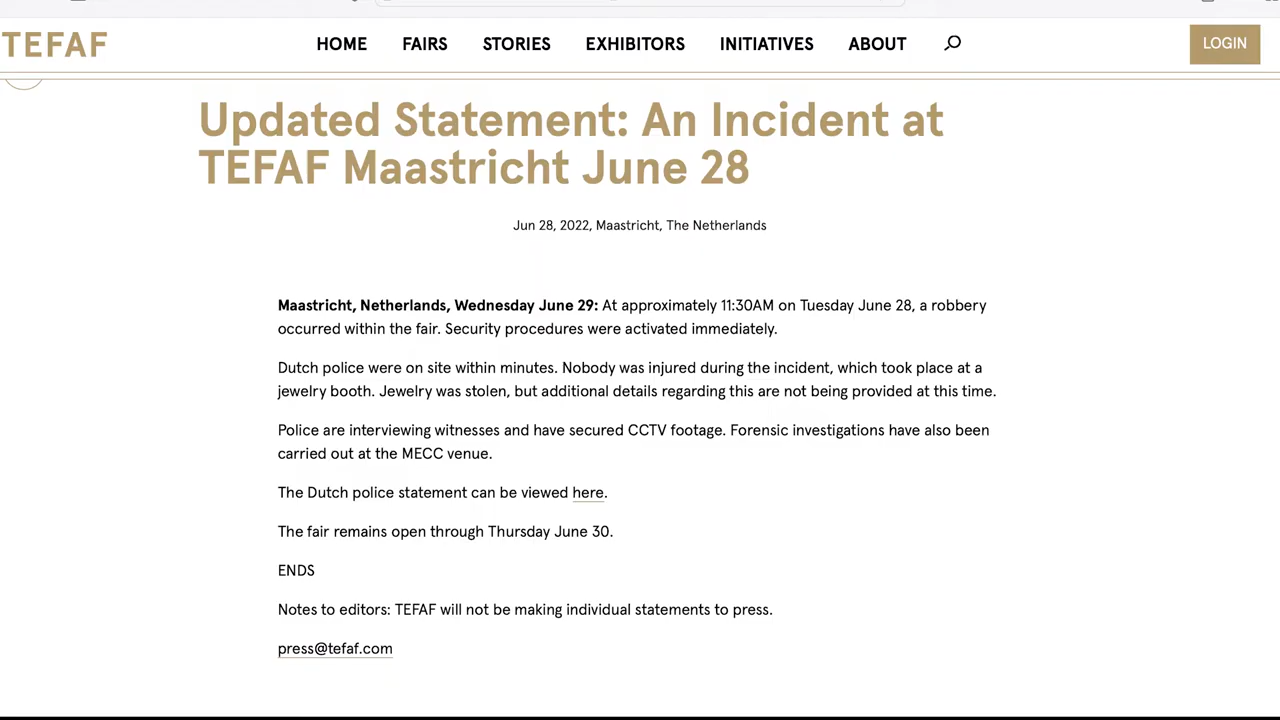 TEFAF
HOME FAIRS STORIES EXHIBITORS INITIATIVES ABOUT
LOGIN
Updated Statement: An Incident at
TEFAF Maastricht June 28
Jun 28, 2022, Maastricht, The Netherlands
Maastricht, Netherlands, Wednesday June 29: At approximately 11:30AM on Tuesday June 28, a robbery
occurred within the fair. Security procedures were activated immediately.
Dutch police were on site within minutes. Nobody was injured during the incident, which took place at a
jewelry booth. Jewelry was stolen, but additional details regarding this are not being provided at this time.
Police are interviewing witnesses and have secured CCTV footage. Forensic investigations have also been
carried out at the MECC venue.
The Dutch police statement can be viewed here.
The fair remains open through Thursday June 30.
ENDS
Notes to editors: TEFAF will not be making individual statements to press.
press@tefaf.com